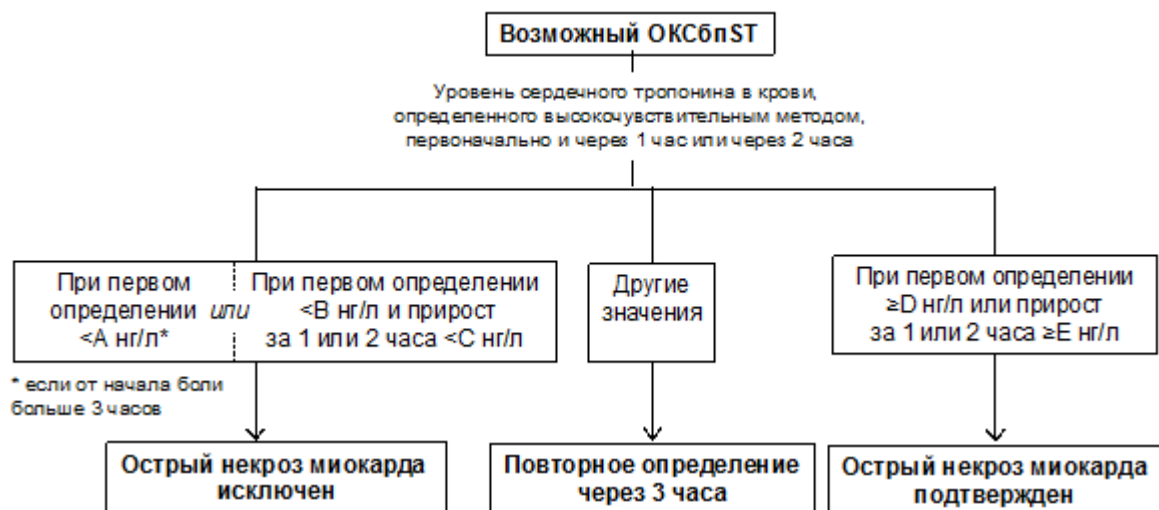 Возможный ОКСбпST
Уровень сердечного тропонина в крови,
определенного высокочувствительным методом,
первоначально и через 1 час или через 2 часа
При первом
определении
<A нг/л*
или
При первом определении
<B нг/л и прирост
за 1 или 2 часа <C нг/л
Другие
значения
При первом определении
≥D нг/л или прирост
за 1 или 2 часа ≥E нг/л
* если от начала боли
больше 3 часов
Острый некроз миокарда
исключен
Повторное определение
через 3 часа
Острый некроз миокарда
подтвержден